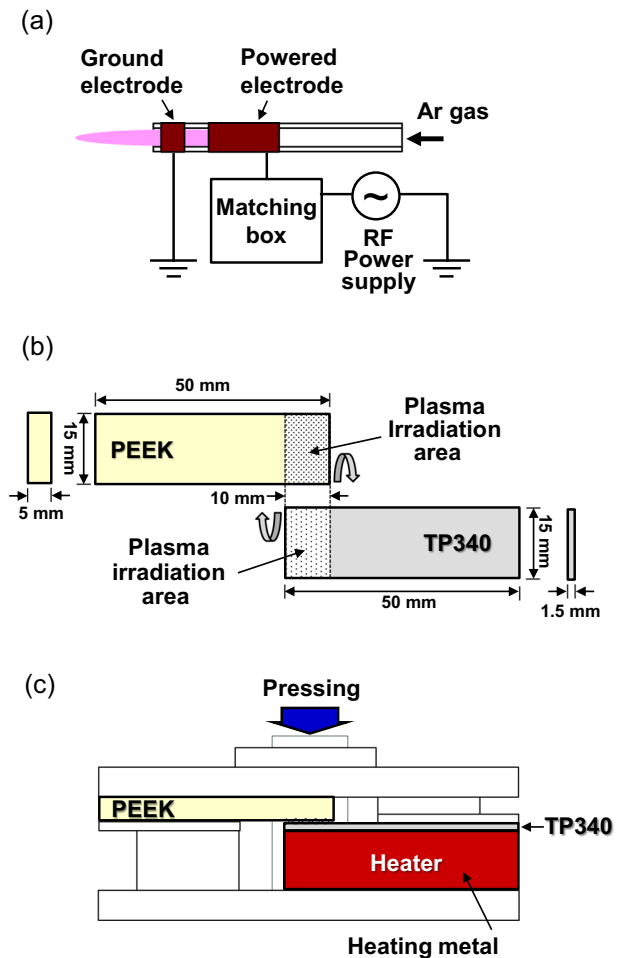 (a)
Ground
electrode
Powered
electrode
Ar gas
Matching
box
~
RF
Power
supply
(b)
50 mm
15 mm
PEEK
Plasma
Irradiation
area
5 mm
10 mm
Plasma
irradiation
area
TP340
15 mm
50 mm
1.5 mm
(c)
Pressing
PEEK
TP340
Heater
Heating metal